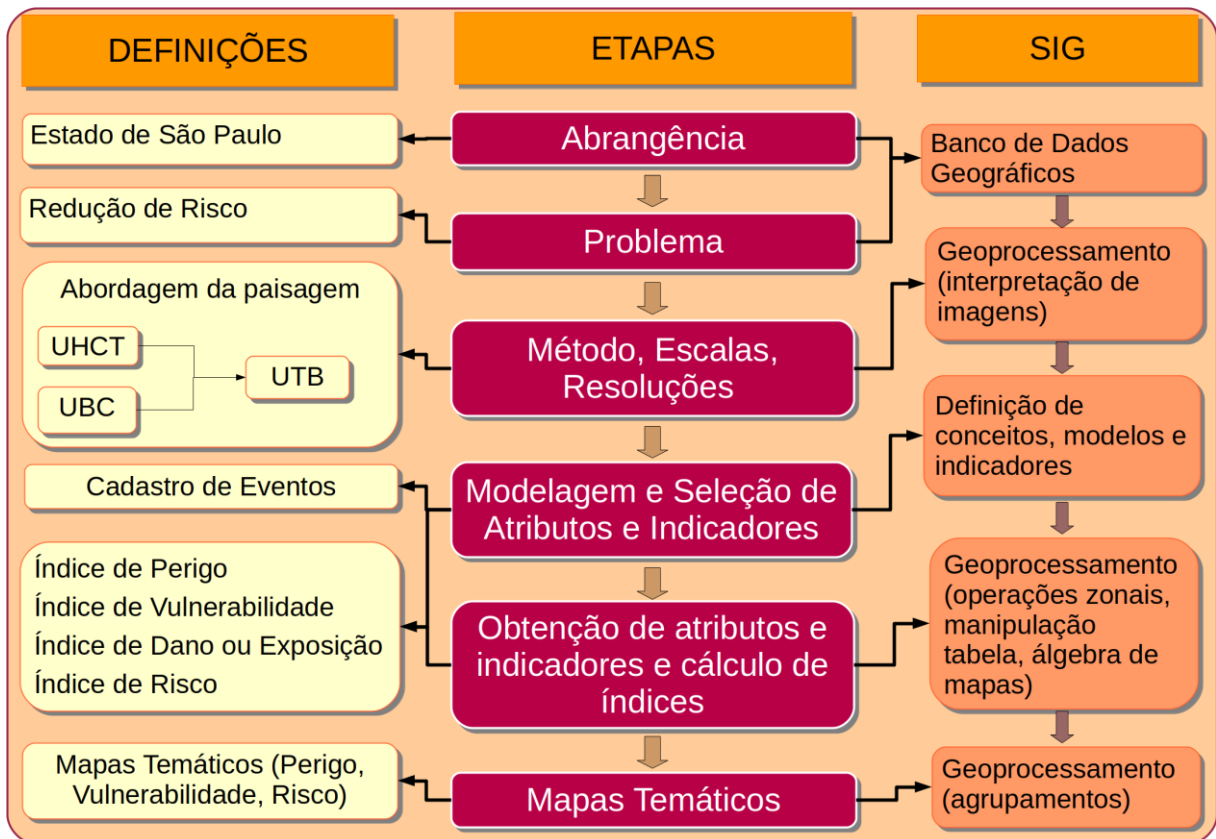 DEFINIÇÕES
Estado de São Paulo
Redução de Risco
Abordagem da paisagem
UHCT
UBC
UTB
Cadastro de Eventos
Índice de Perigo
Índice de Vulnerabilidade
Índice de Dano ou Exposição
Índice de Risco
Mapas Temáticos (Perigo,
Vulnerabilidade, Risco)
ETAPAS
Abrangência
Problema
Método, Escalas,
Resoluções
Modelagem e Seleção de
Atributos e Indicadores
Obtenção de atributos e
indicadores e cálculo de
índices
Mapas Temáticos
SIG
Banco de Dados
Geográficos
Geoprocessamento
(interpretação de
imagens)
Definição de
conceitos, modelos e
indicadores
Geoprocessamento
(operações zonais,
manipulação
tabela, álgebra de
mapas)
Geoprocessamento
(agrupamentos)